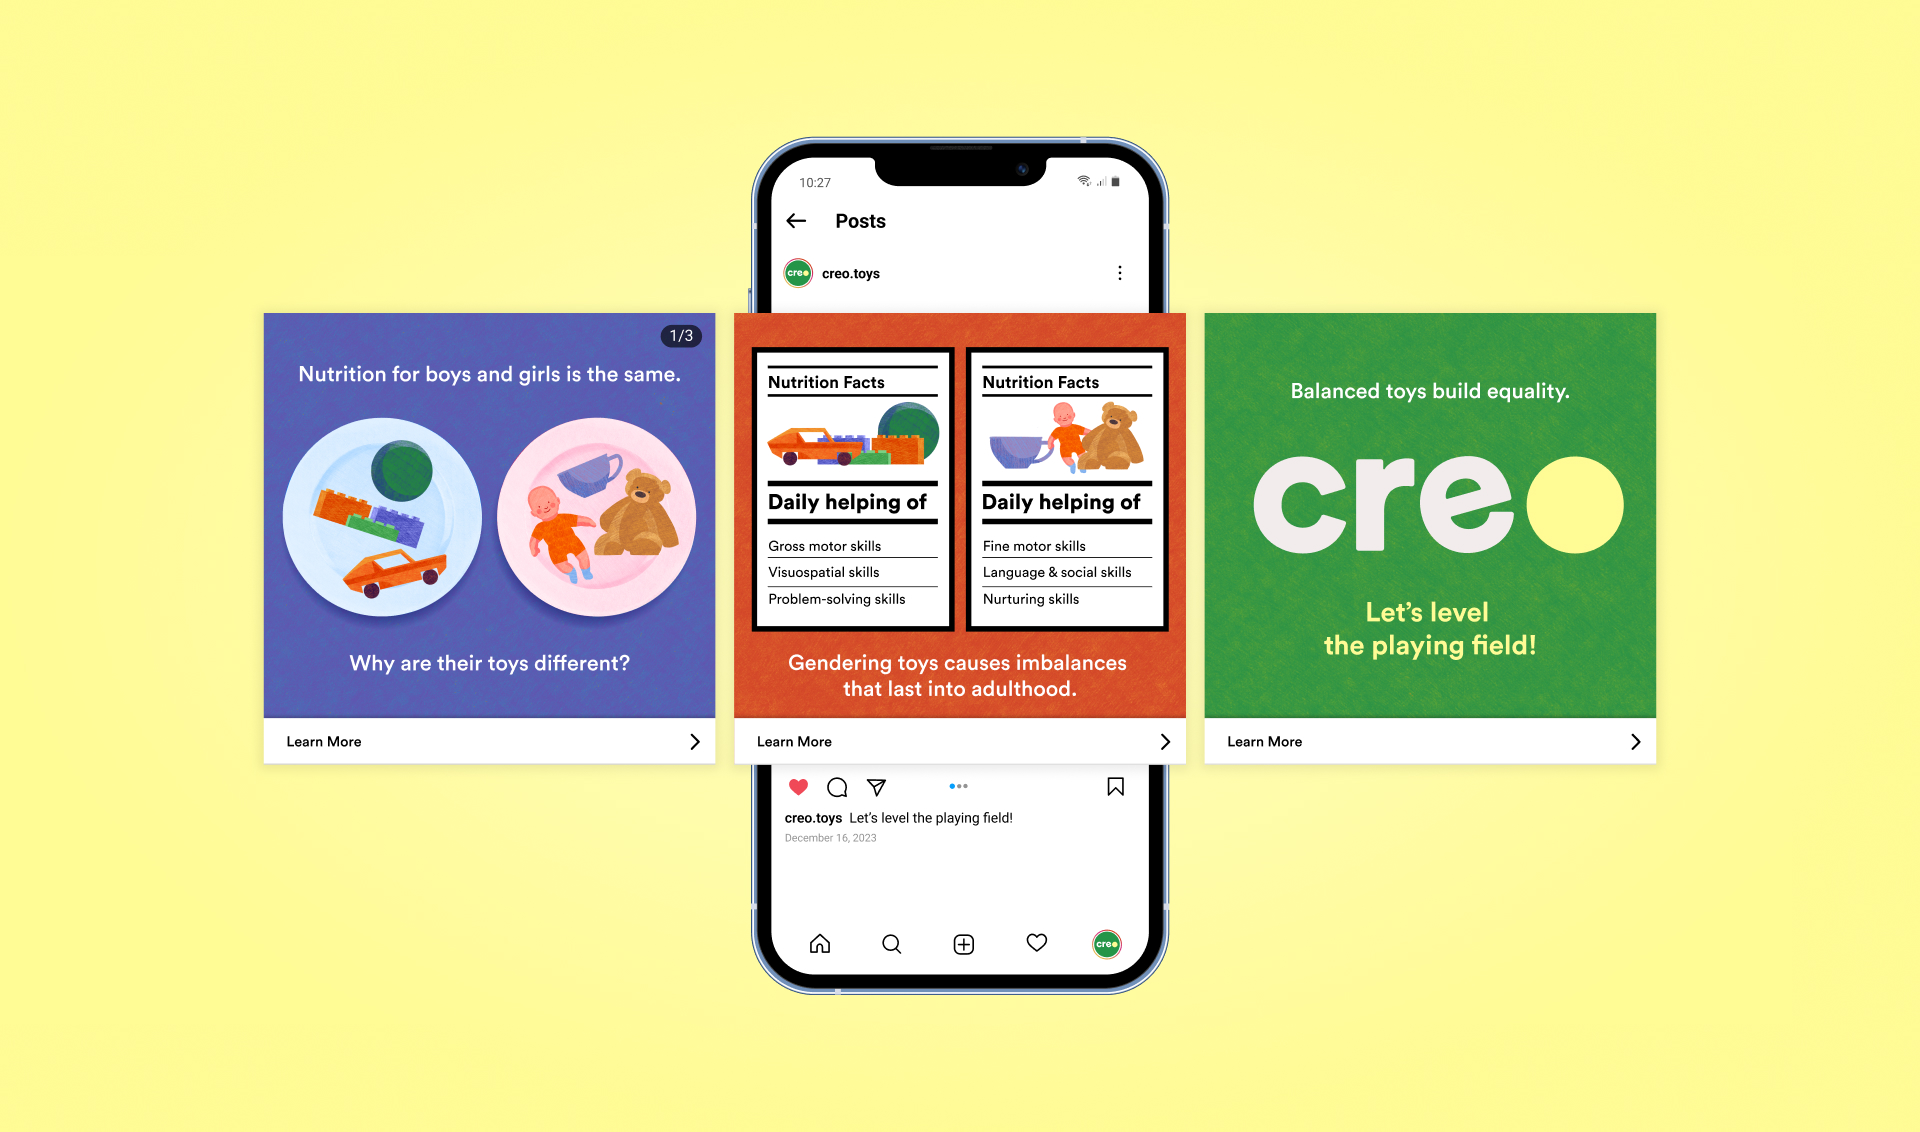 10:27
Posts
creo
creo.toys
1/3
Nutrition for boys and girls is the same.
Why are their toys different?
Learn More
Nutrition Facts
Daily helping of
Gross motor skills
Visuospatial skills
Problem-solving skills
Nutrition Facts
Daily helping of
Fine motor skills
Language & social skills
Nurturing skills
Gendering toys causes imbalances
that last into adulthood.
Learn More
Balanced toys build equality.
creo
Let’s level
the playing field!
Learn More
creo.toys Let’s level the playing field!
December 16, 2023
creo